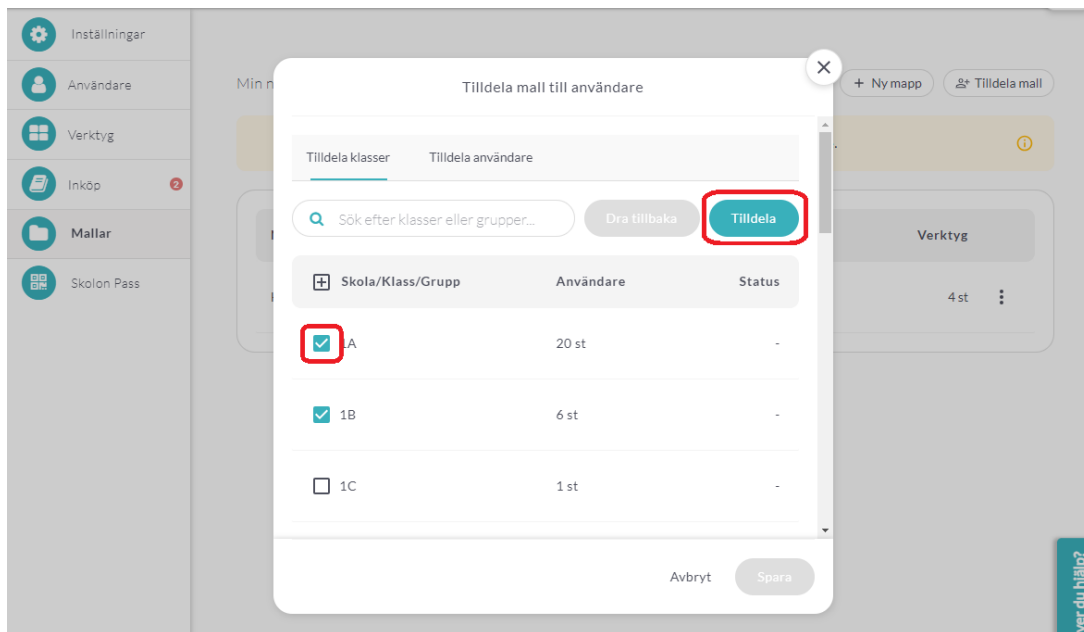 Inställningar
Användare
Verktyg
Inköp 2
Mallar
Skolon Pass
Min n
+ Ny mapp
Tilldela mall
Verktyg
4 st
Tilldela mall till användare
Tilldela klasser Tilldela användare
Sök efter klasser eller grupper...
Dra tillbaka
Tilldela
Skola/Klass/Grupp Användare Status
1A 20 st -
1B 6 st -
1C 1 st -
Avbryt Spara
ver du hjälp?